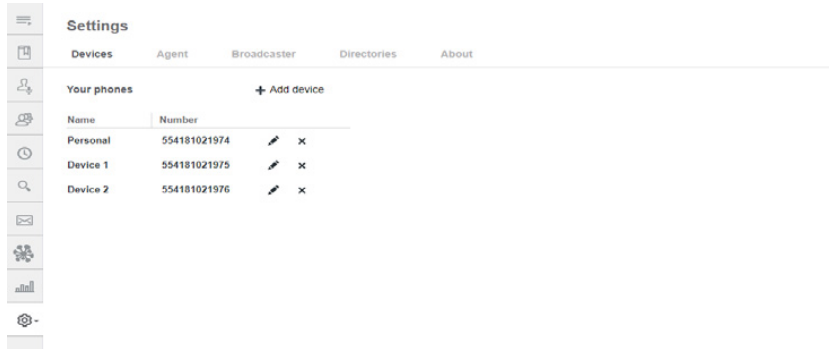 Settings
Devices Agent Broadcaster Directories About
Your phones + Add device
Name Number
Personal 554181021974
Device 1 554181021975
Device 2 554181021976